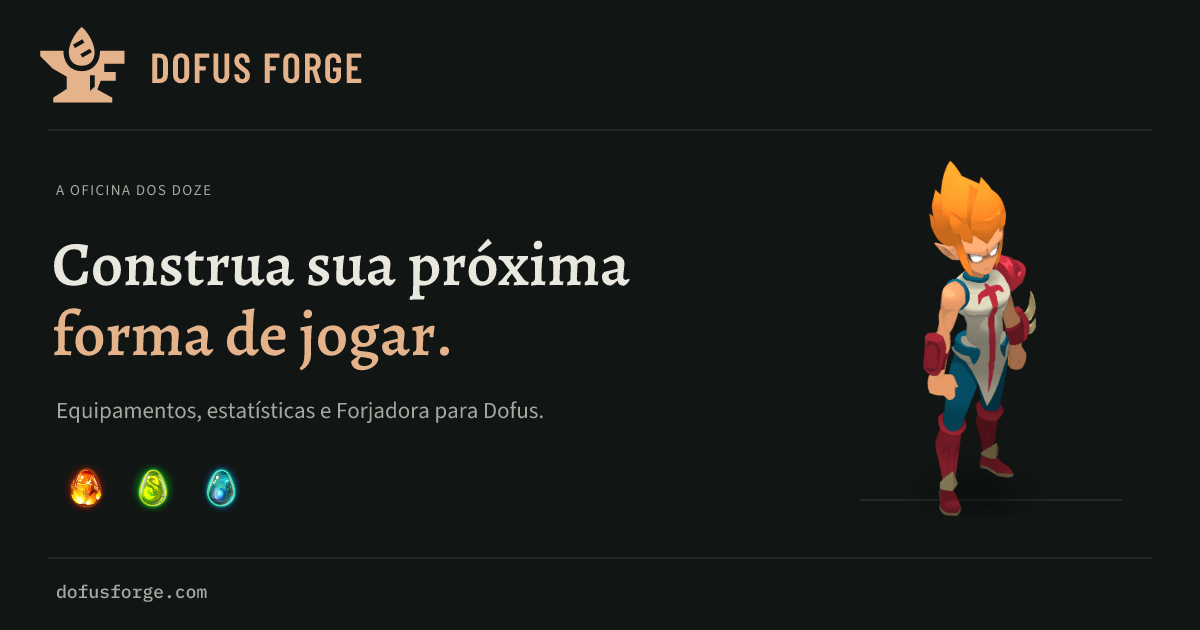 DOFUS FORGE
A OFICINA DOS DOZE
Construa sua próxima
forma de jogar.
Equipamentos, estatísticas e Forjadora para Dofus.
dofusforge.com